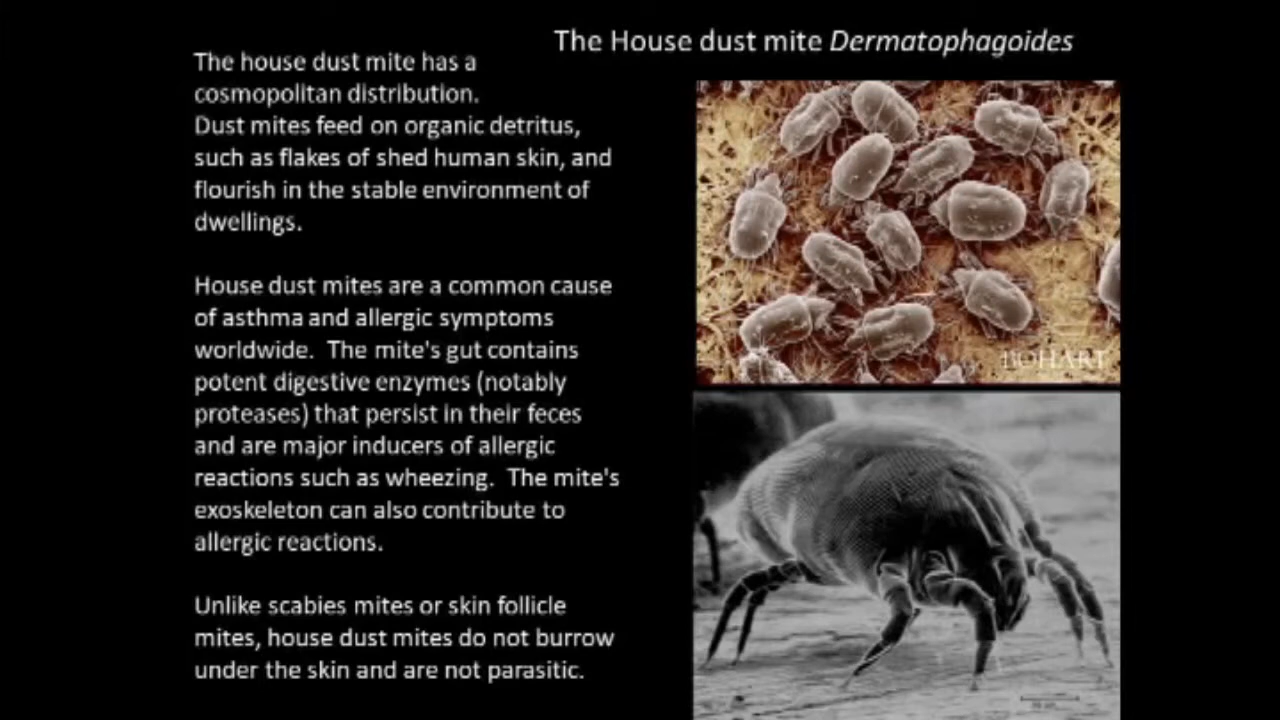 The House dust mite Dermatophagoides
The house dust mite has a
cosmopolitan distribution.
Dust mites feed on organic detritus,
such as flakes of shed human skin, and
flourish in the stable environment of
dwellings.
House dust mites are a common cause
of asthma and allergic symptoms
worldwide. The mite's gut contains
potent digestive enzymes (notably
proteases) that persist in their feces
and are major inducers of allergic
reactions such as wheezing. The mite's
exoskeleton can also contribute to
allergic reactions.
Unlike scabies mites or skin follicle
mites, house dust mites do not burrow
under the skin and are not parasitic.
BOHART